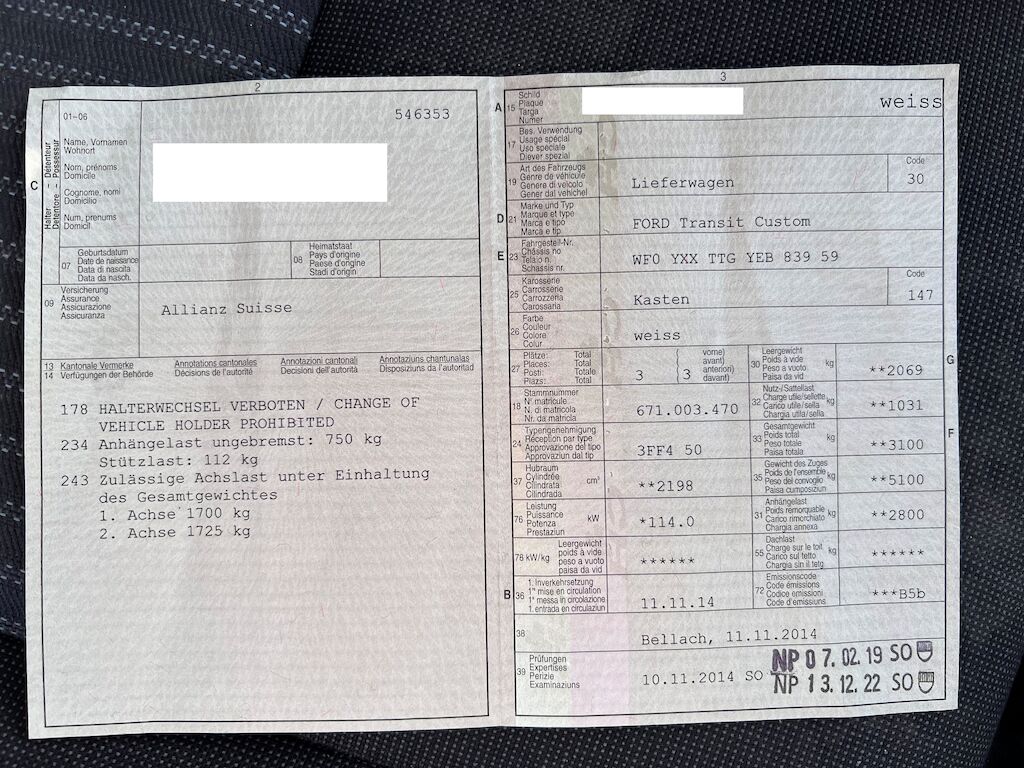 2
01-06
546353
C
Halter – Detenteur
Detentore – Possessur
Name, Vornamen
Wohnort
Nom, prénoms
Domicile
Cognome, nomi
Domicilio
Num, prenums
Domicil
07
Geburtsdatum
Date de naissance
Data di nascita
Data da nasch.
08
Heimatstaat
Pays d'origine
Paese d'origine
Stadi d'origin
09
Versicherung
Assurance
Assicurazione
Assicuranza
Allianz Suisse
13 Kantonale Vermerke
14 Verfügungen der Behörde
Annotations cantonales
Décisions de l'autorité
Annotazioni cantonali
Decisioni dell'autorità
Annotaziuns chantunalas
Disposiziuns da l'autoritad
178 HALTERWECHSEL VERBOTEN / CHANGE OF
VEHICLE HOLDER PROHIBITED
234 Anhängelast ungebremst: 750 kg
Stützlast: 112 kg
243 Zulässige Achslast unter Einhaltung
des Gesamtgewichtes
1. Achse 1700 kg
2. Achse 1725 kg
3
A
15
Schild
Plaque
Targa
Numer
weiss
17
Bes. Verwendung
Usage spécial
Uso speciale
Diever spezial
19
Art des Fahrzeugs
Genre de véhicule
Genere di veicolo
Gener dal vehichel
Lieferwagen
Code
30
D
21
Marke und Typ
Marque et type
Marca e tipo
Marca e tip
FORD Transit Custom
E
23
Fahrgestell-Nr.
Châssis no
Telaio n.
Schassis nr.
WF0 YXX TTG YEB 839 59
25
Karosserie
Carrosserie
Carrozzeria
Carossaria
Kasten
Code
147
26
Farbe
Couleur
Colore
Colur
weiss
27
Plätze: Total
Places: Total
Posti: Totale
Plazs: Total
3
vorne)
avant)
anteriori)
davant)
(3
30
Leergewicht
Poids à vide
Peso a vuoto
Paisa da vid
kg
**2069
G
18
Stammnummer
N° matricule
N. di matricola
Nr. da matricla
671.003.470
32
Nutz-/Sattellast
Charge utile/sellette
Carico utile/sella
Chargia utila/sella
kg
**1031
24
Typengenehmigung
Réception par type
Approvazione del tipo
Approvaziun dal tip
3FF4 50
33
Gesamtgewicht
Poids total
Peso totale
Paisa totala
kg
**3100
F
37
Hubraum
Cylindrée
Cilindrata
Cilindrada
cm³
**2198
35
Gewicht des Zuges
Poids de l'ensemble
Peso del convoglio
Paisa cumposiziun
kg
**5100
76
Leistung
Puissance
Potenza
Prestaziun
kW
*114.0
31
Anhängelast
Poids remorquable
Carico rimorchiato
Chargia annexa
kg
**2800
78 kW/kg
Leergewicht
poids à vide
peso a vuoto
paisa da vid
******
55
Dachlast
Charge sur le toit
Carico sul tetto
Chargia sin il tetg
kg
******
B
36
1. Inverkehrsetzung
1re mise en circulation
1a messa in circolazione
1. entrada en circulaziun
11.11.14
72
Emissionscode
Code émissions
Codice emissioni
Code d'emissiuns
***B5b
38
Bellach, 11.11.2014
39
Prüfungen
Expertises
Perizie
Examinaziuns
10.11.2014 SO
NP 0 7. 02. 19 SO
NP 1 3. 12. 22 SO